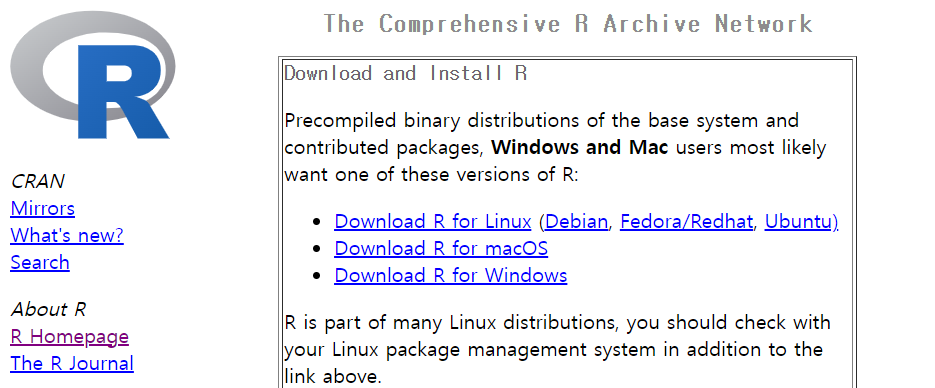 The Comprehensive R Archive Network
R
CRAN
Mirrors
What's new?
Search
About R
R Homepage
The R Journal
Download and Install R
Precompiled binary distributions of the base system and
contributed packages, Windows and Mac users most likely
want one of these versions of R:
• Download R for Linux (Debian, Fedora/Redhat, Ubuntu)
• Download R for macOS
• Download R for Windows
R is part of many Linux distributions, you should check with
your Linux package management system in addition to the
link above.